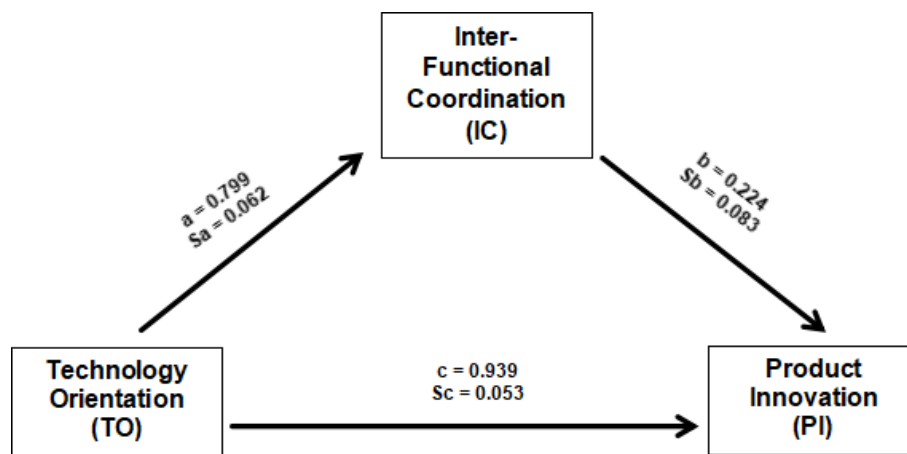 Inter-
Functional
Coordination
(IC)
a = 0.799
Sa = 0.062
b = 0.224
Sb = 0.083
Technology
Orientation
(TO)
c = 0.939
Sc = 0.053
Product
Innovation
(PI)